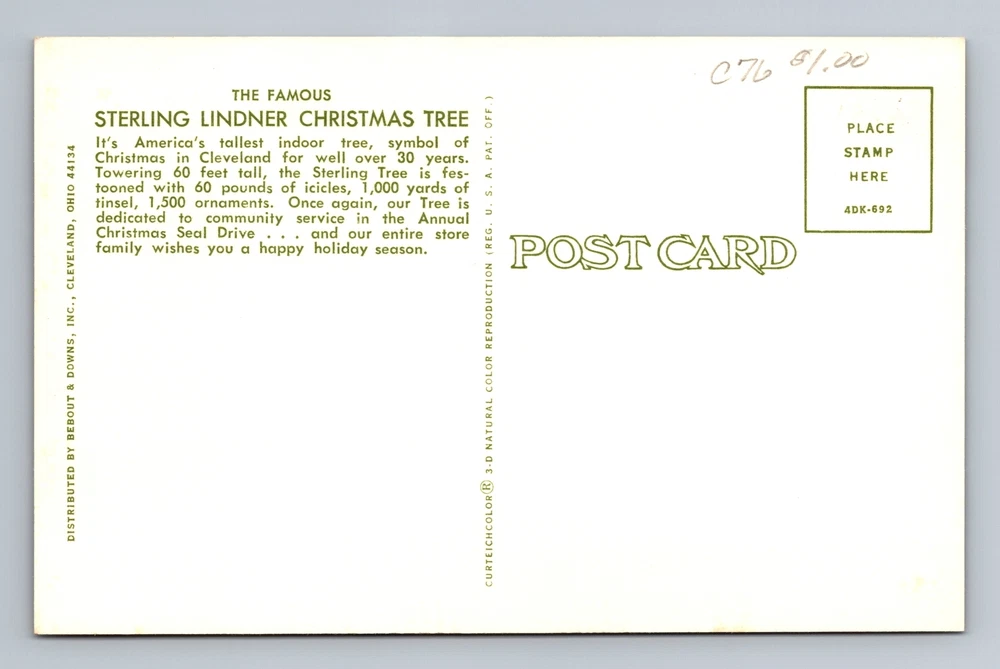 C76 $1.00
THE FAMOUS
STERLING LINDNER CHRISTMAS TREE
It's America's tallest indoor tree, symbol of
Christmas in Cleveland for well over 30 years.
Towering 60 feet tall, the Sterling Tree is fes-
tooned with 60 pounds of icicles, 1,000 yards of
tinsel, 1,500 ornaments. Once again, our Tree is
dedicated to community service in the Annual
Christmas Seal Drive . . . and our entire store
family wishes you a happy holiday season.
DISTRIBUTED BY BEBOUT & DOWNS, INC., CLEVELAND, OHIO 44134
CURTEICHCOLOR® 3-D NATURAL COLOR REPRODUCTION (REG. U. S. A. PAT. OFF.)
POST CARD
PLACE
STAMP
HERE
4DK-692